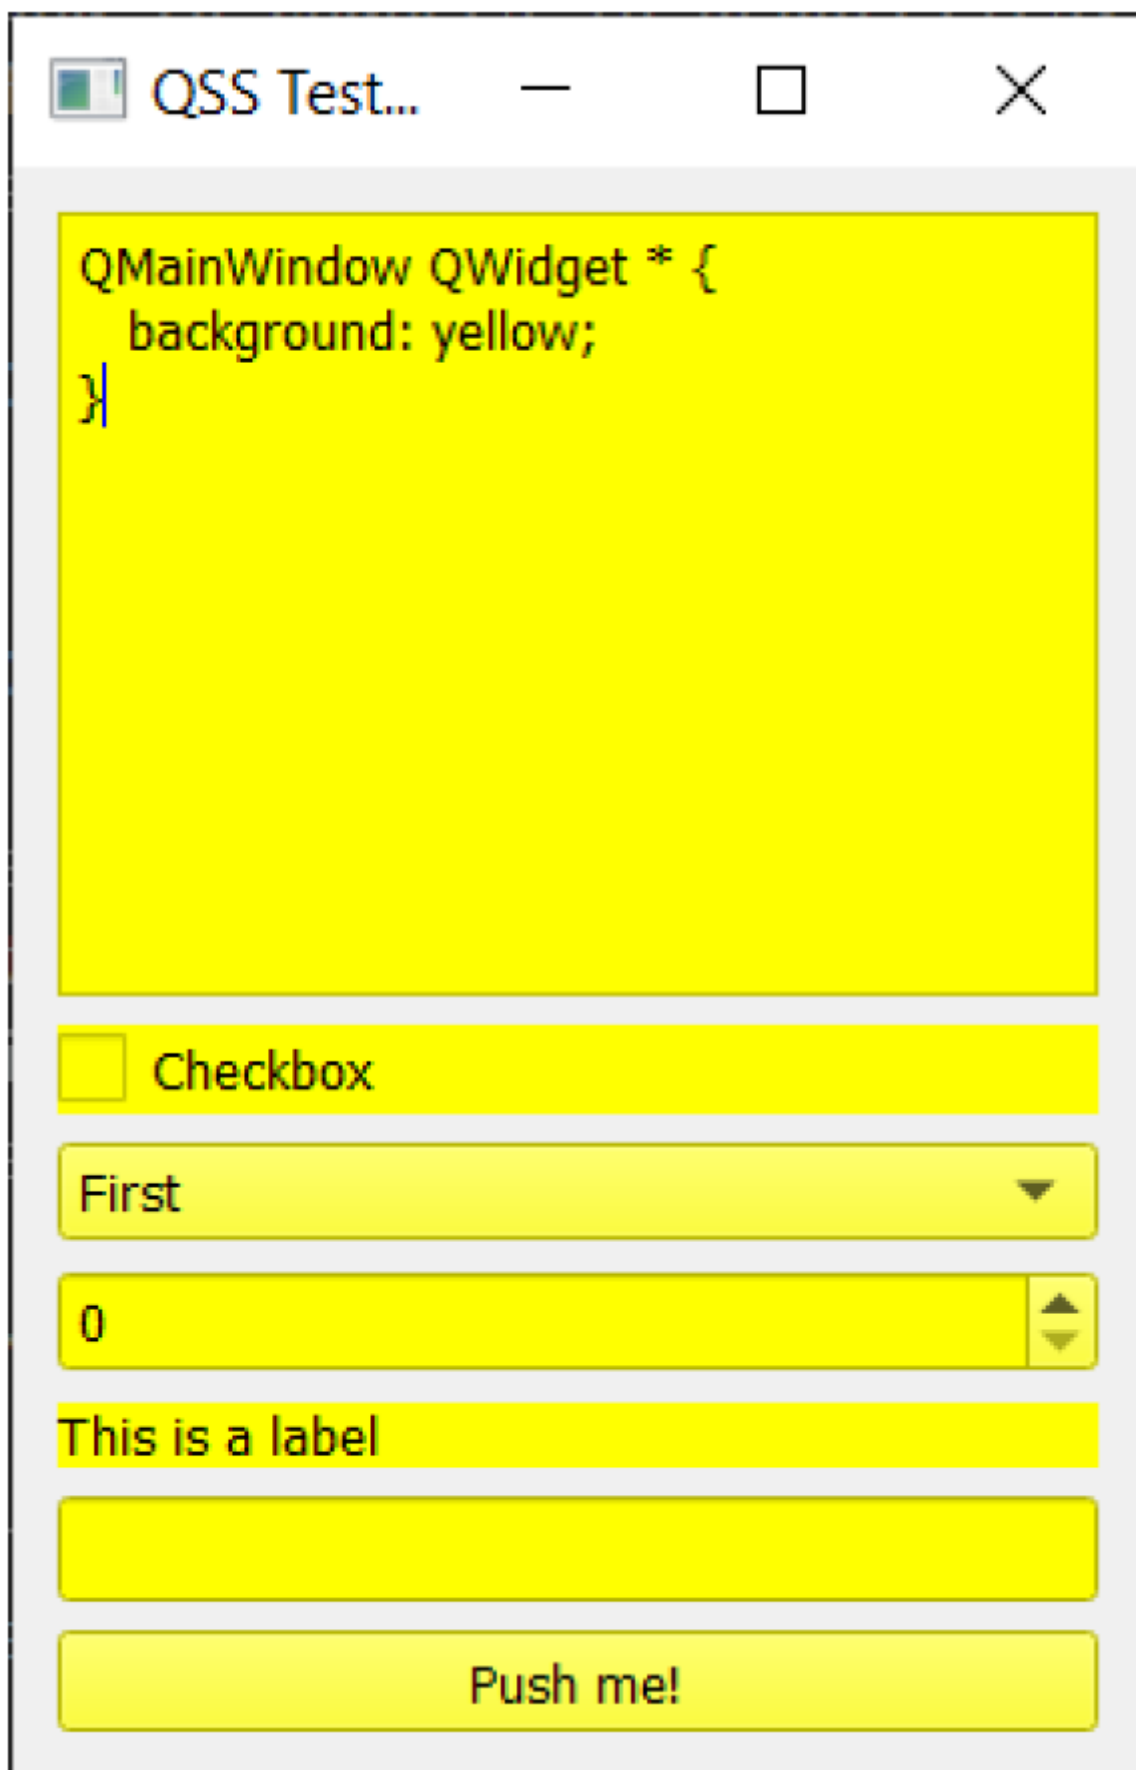 QSS Test...
QMainWindow QWidget * {
   background: yellow;
}
Checkbox
First
0
This is a label
Push me!